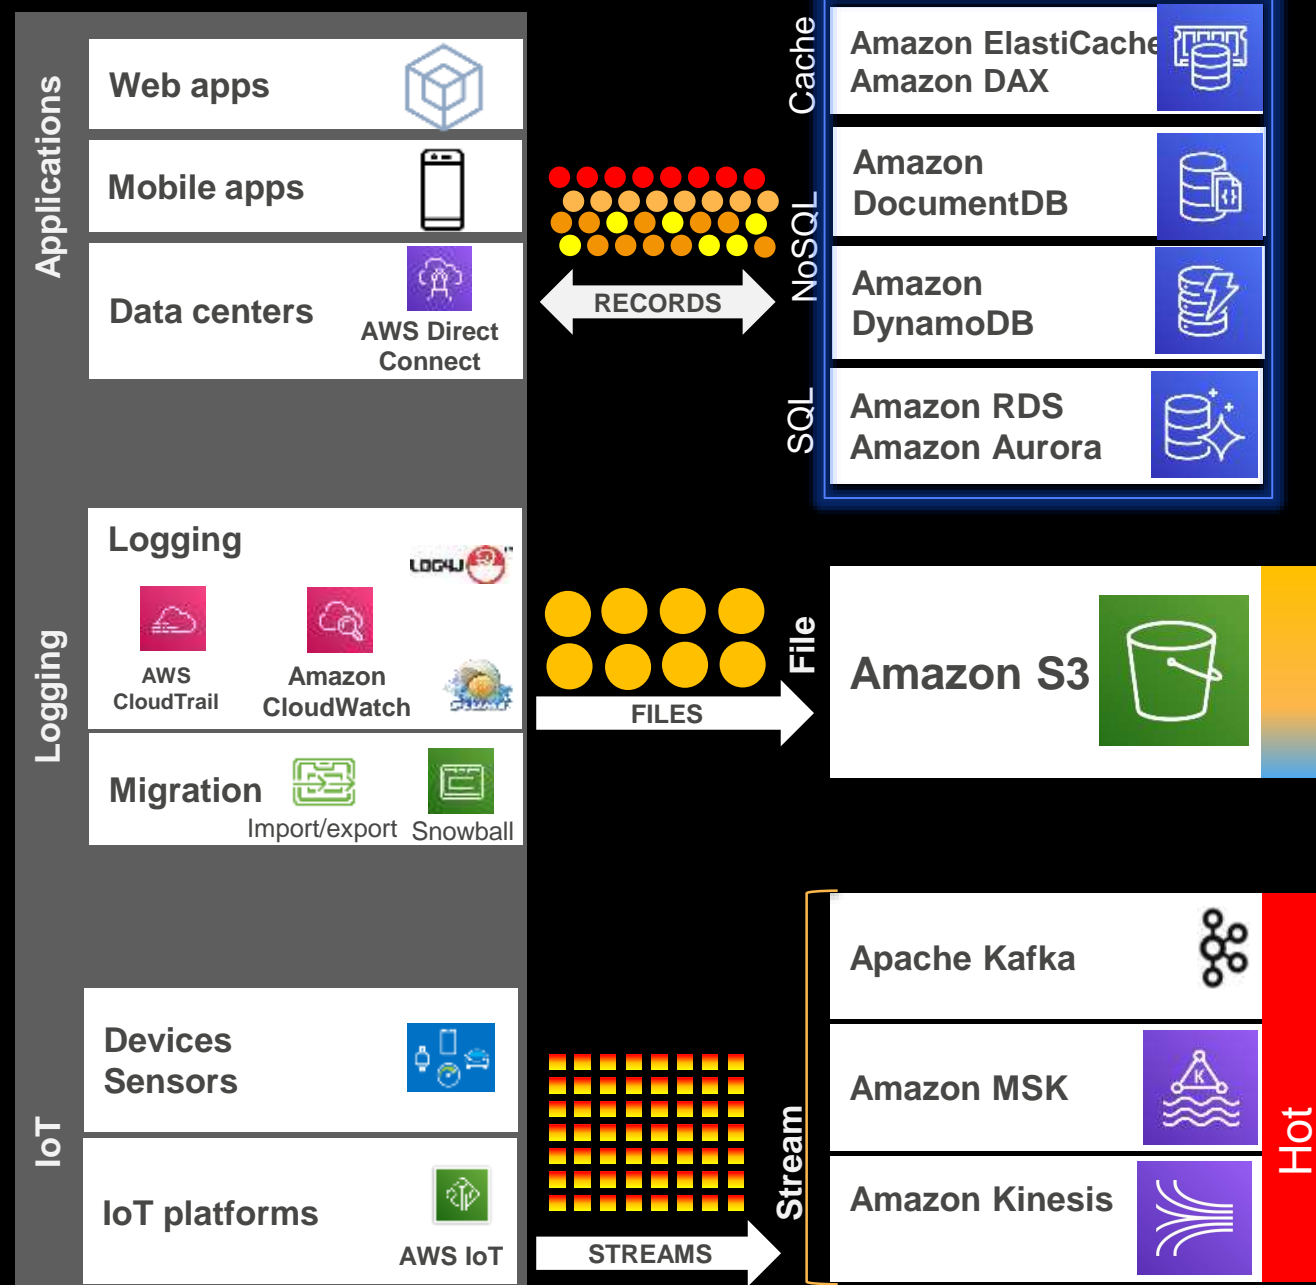 Applications
Web apps
Mobile apps
Data centers
AWS Direct
Connect
RECORDS
Cache
Amazon ElastiCache
Amazon DAX
NoSQL
Amazon
DocumentDB
Amazon
DynamoDB
SQL
Amazon RDS
Amazon Aurora
Logging
Logging
LOG4J
AWS
CloudTrail
Amazon
CloudWatch
Migration
Import/export
Snowball
FILES
File
Amazon S3
IoT
Devices
Sensors
IoT platforms
AWS IoT
STREAMS
Stream
Apache Kafka
Amazon MSK
K
Amazon Kinesis
Hot